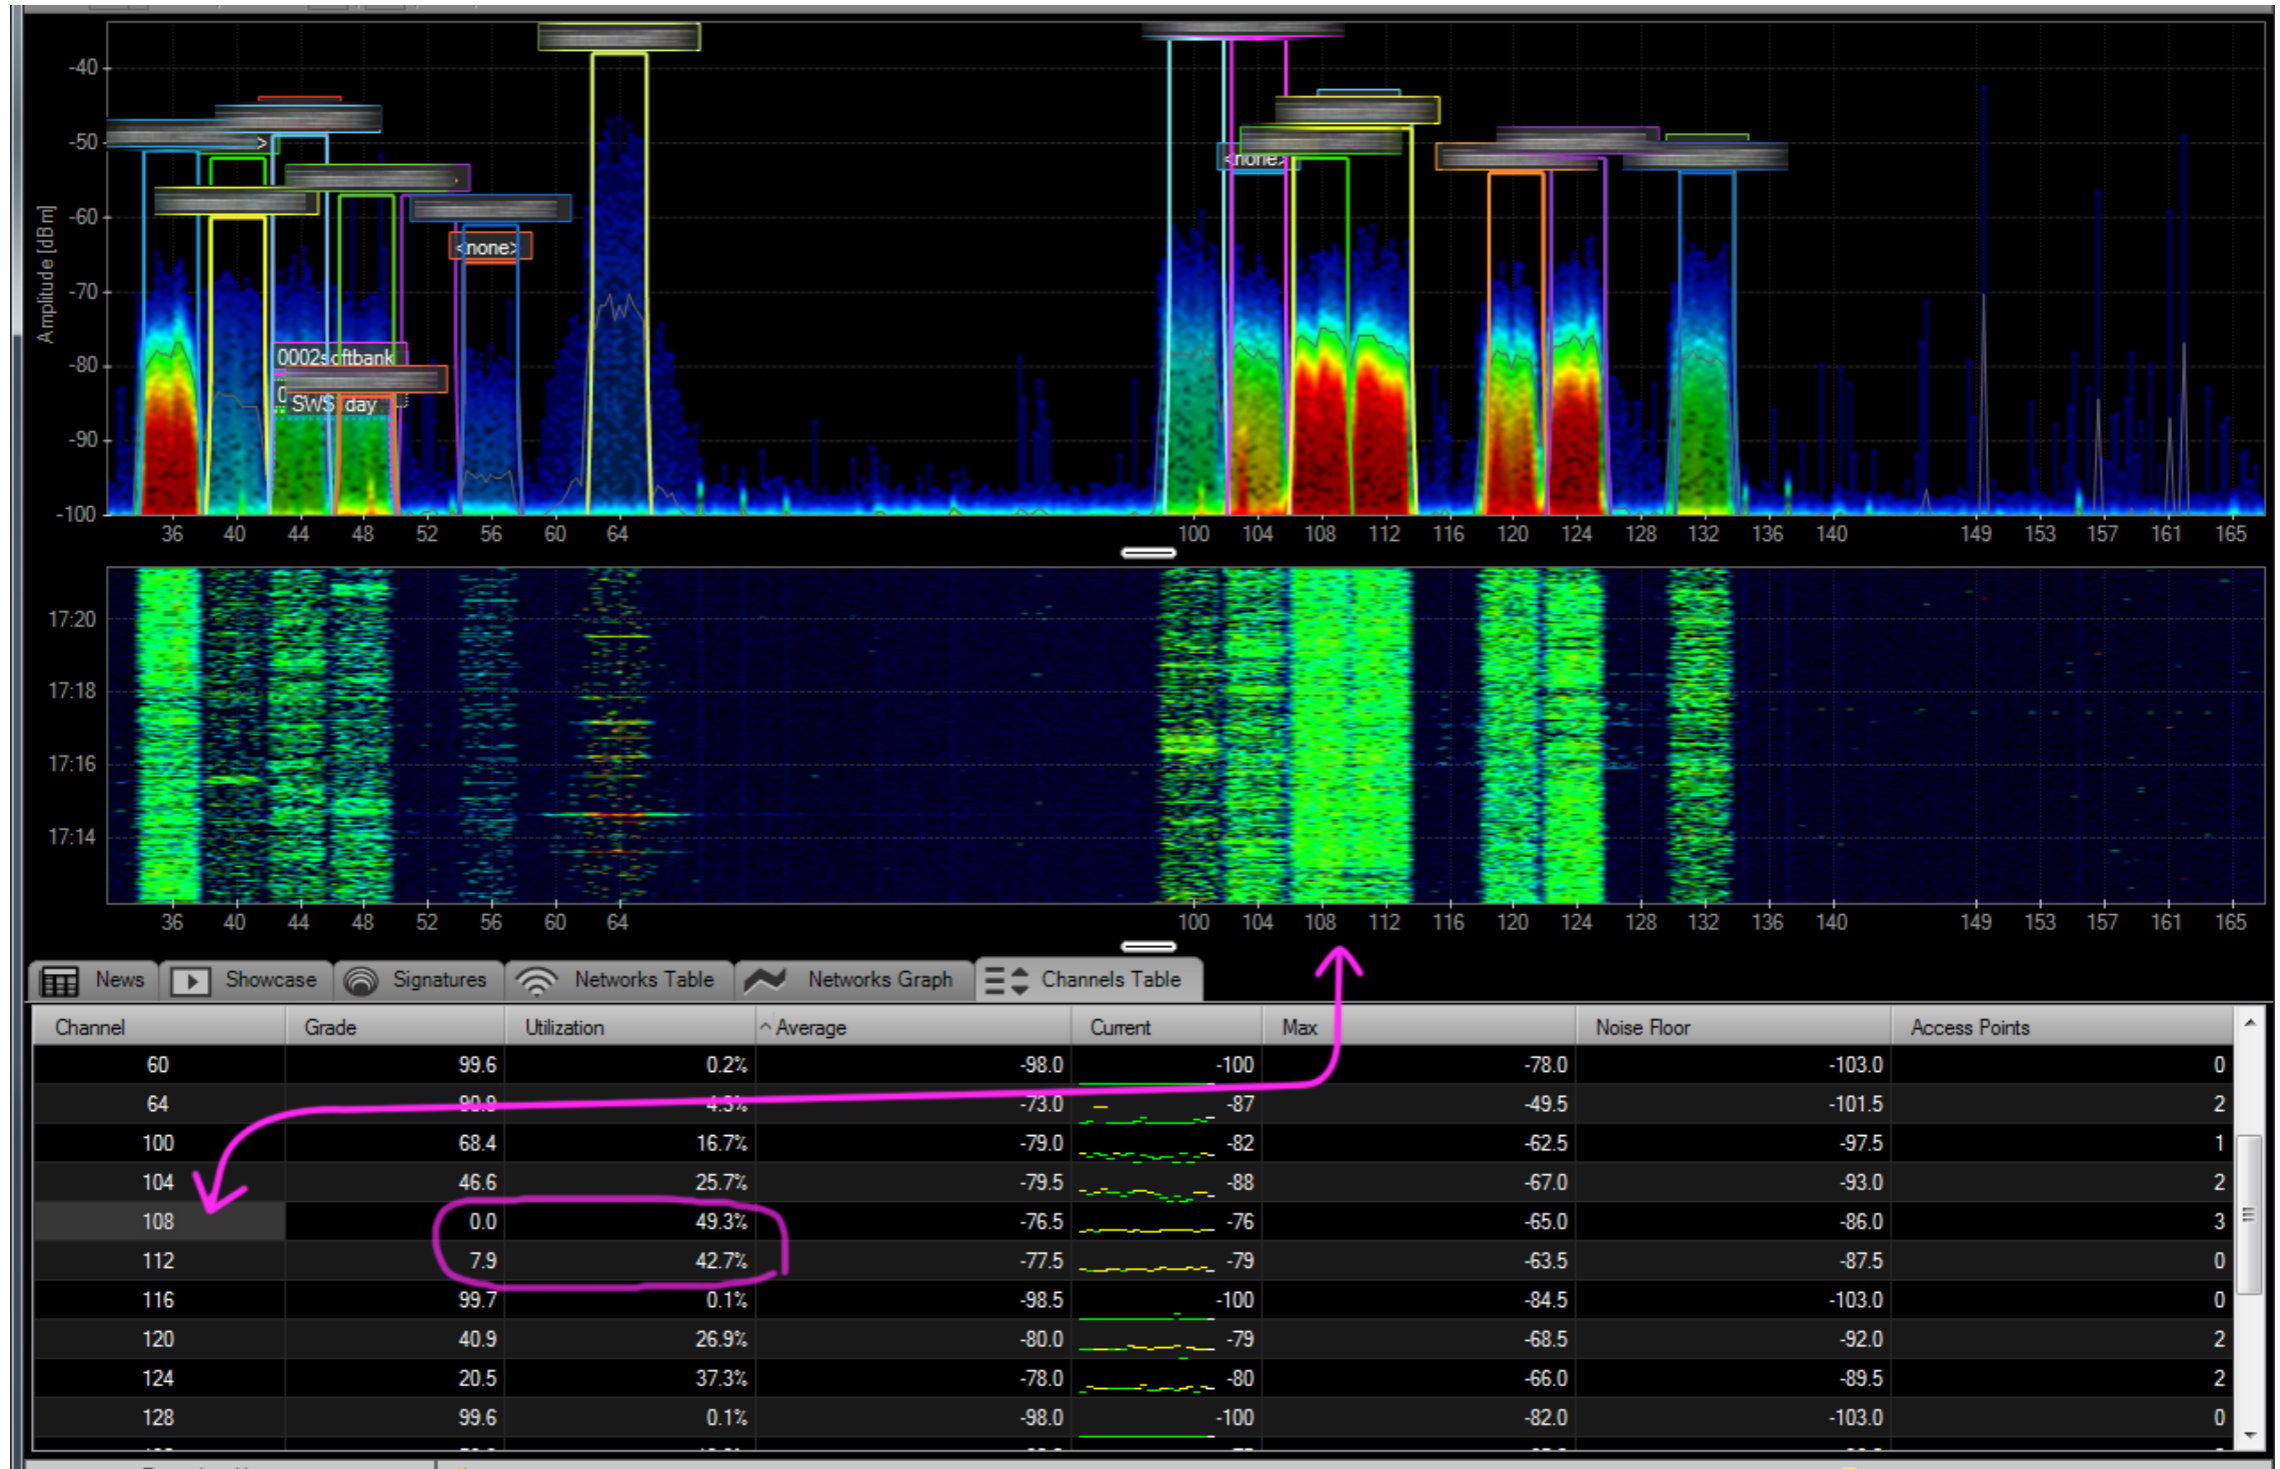 -40
-50
-60
-70
-80
-90
-100
Amplitude [dBm]
>
<none>
0002softbank
SWS day
<none>
36 40 44 48 52 56 60 64 100 104 108 112 116 120 124 128 132 136 140 149 153 157 161 165
17:20
17:18
17:16
17:14
36 40 44 48 52 56 60 64 100 104 108 112 116 120 124 128 132 136 140 149 153 157 161 165
News Showcase Signatures Networks Table Networks Graph Channels Table
Channel Grade Utilization Average Current Max Noise Floor Access Points
60 99.6 0.2% -98.0 -100 -78.0 -103.0 0
64 90.9 4.3% -73.0 -87 -49.5 -101.5 2
100 68.4 16.7% -79.0 -82 -62.5 -97.5 1
104 46.6 25.7% -79.5 -88 -67.0 -93.0 2
108 0.0 49.3% -76.5 -76 -65.0 -86.0 3
112 7.9 42.7% -77.5 -79 -63.5 -87.5 0
116 99.7 0.1% -98.5 -100 -84.5 -103.0 0
120 40.9 26.9% -80.0 -79 -68.5 -92.0 2
124 20.5 37.3% -78.0 -80 -66.0 -89.5 2
128 99.6 0.1% -98.0 -100 -82.0 -103.0 0